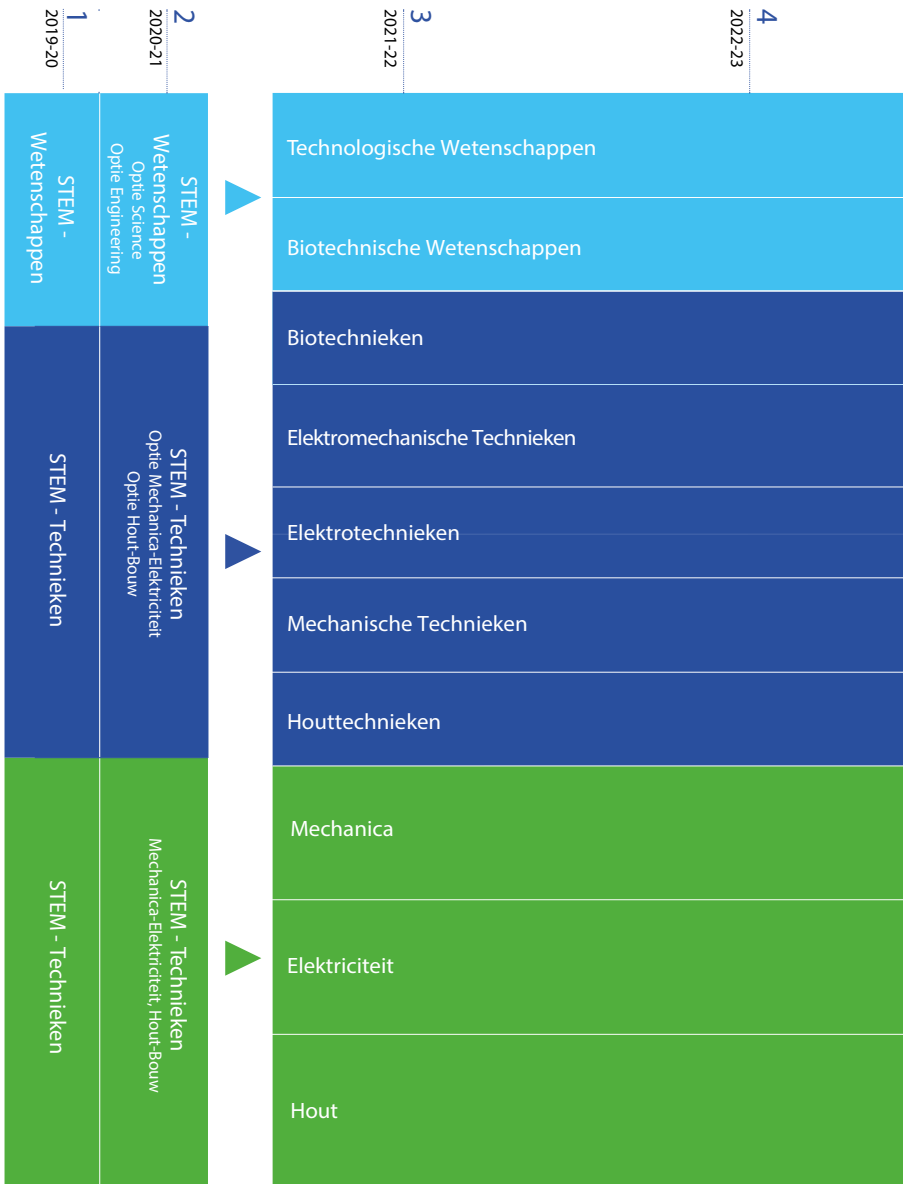 1
2019-20
2
2020-21
3
2021-22
4
2022-23
STEM -
Wetenschappen
STEM -
Wetenschappen
Optie Science
Optie Engineering
Technologische Wetenschappen
Biotechnische Wetenschappen
STEM - Technieken
STEM - Technieken
Optie Mechanica-Elektriciteit
Optie Hout-Bouw
Biotechnieken
Elektromechanische Technieken
Elektrotechnieken
Mechanische Technieken
Houttechnieken
STEM - Technieken
STEM - Technieken
Mechanica-Elektriciteit, Hout-Bouw
Mechanica
Elektriciteit
Hout